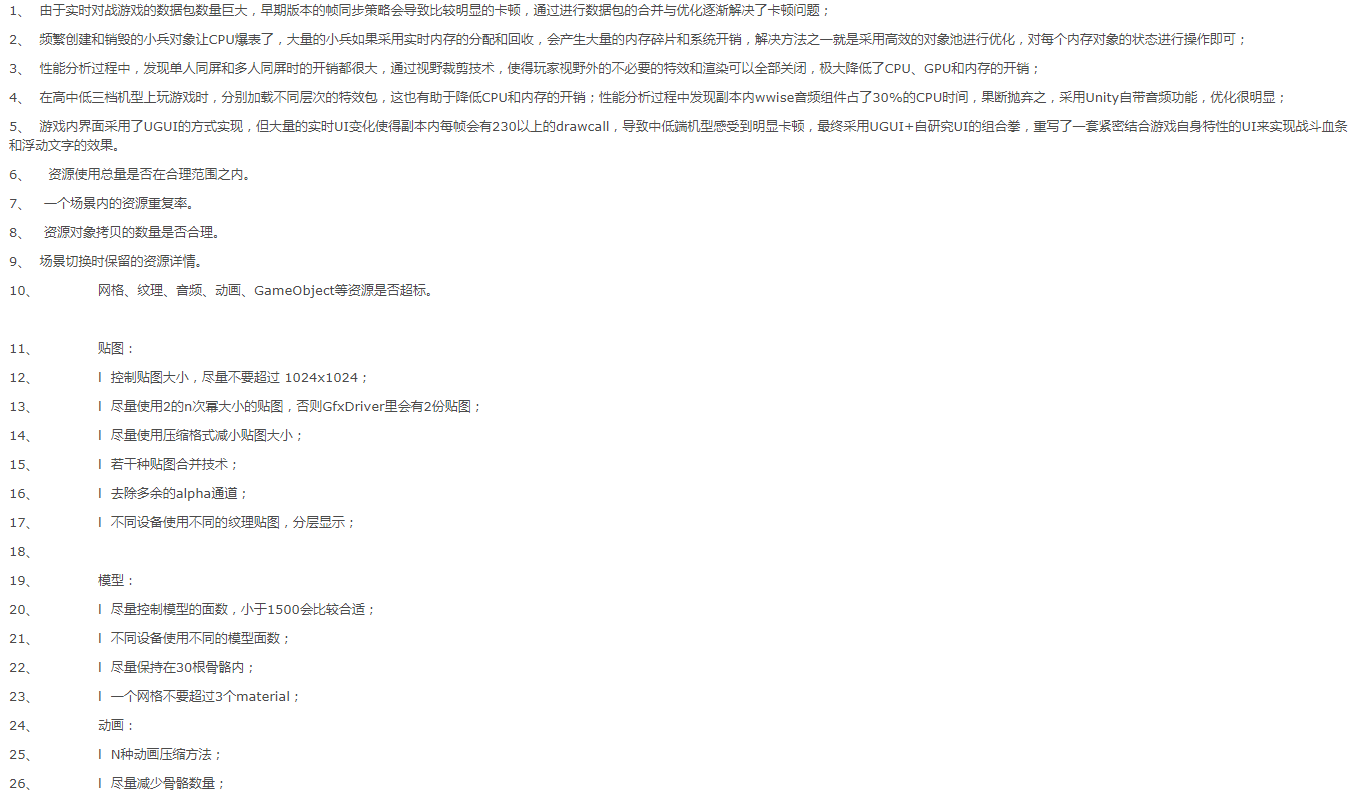 1、 由于实时对战游戏的数据包数量巨大，早期版本的帧同步策略会导致比较明显的卡顿，通过进行数据包的合并与优化逐渐解决了卡顿问题；
2、 频繁创建和销毁的小兵对象让CPU爆表了，大量的小兵如果采用实时内存的分配和回收，会产生大量的内存碎片和系统开销，解决方法之一就是采用高效的对象池进行优化，对每个内存对象的状态进行操作即可；
3、 性能分析过程中，发现单人同屏和多人同屏时的开销都很大，通过视野裁剪技术，使得玩家视野外的不必要的特效和渲染可以全部关闭，极大降低了CPU、GPU和内存的开销；
4、 在高中低三档机型上玩游戏时，分别加载不同层次的特效包，这也有助于降低CPU和内存的开销；性能分析过程中发现副本内wwise音频组件占了30%的CPU时间，果断抛弃之，采用Unity自带音频功能，优化很明显；
5、 游戏内界面采用了UGUI的方式实现，但大量的实时UI变化使得副本内每帧会有230以上的drawcall，导致中低端机型感受到明显卡顿，最终采用UGUI+自研究UI的组合拳，重写了一套紧密结合游戏自身特性的UI来实现战斗血条
和浮动文字的效果。
6、 资源使用总量是否在合理范围之内。
7、 一个场景内的资源重复率。
8、 资源对象拷贝的数量是否合理。
9、 场景切换时保留的资源详情。
10、 网格、纹理、音频、动画、GameObject等资源是否超标。
11、 贴图：
12、 l 控制贴图大小，尽量不要超过 1024x1024；
13、 l 尽量使用2的n次幂大小的贴图，否则GfxDriver里会有2份贴图；
14、 l 尽量使用压缩格式减小贴图大小；
15、 l 若干种贴图合并技术；
16、 l 去除多余的alpha通道；
17、 l 不同设备使用不同的纹理贴图，分层显示；
18、
19、 模型：
20、 l 尽量控制模型的面数，小于1500会比较合适；
21、 l 不同设备使用不同的模型面数；
22、 l 尽量保持在30根骨骼内；
23、 l 一个网格不要超过3个material；
24、 动画：
25、 l N种动画压缩方法；
26、 l 尽量减少骨骼数量；